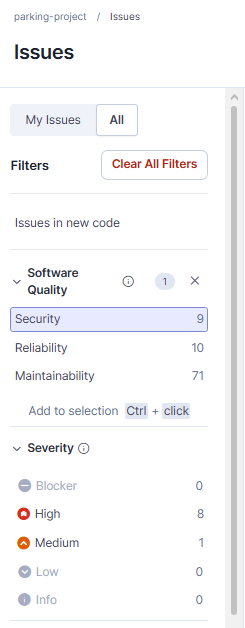 parking-project / Issues
Issues
My Issues All
Filters Clear All Filters
Issues in new code
Software
Quality 1
Security 9
Reliability 10
Maintainability 71
Add to selection Ctrl + click
Severity
Blocker 0
High 8
Medium 1
Low 0
Info 0